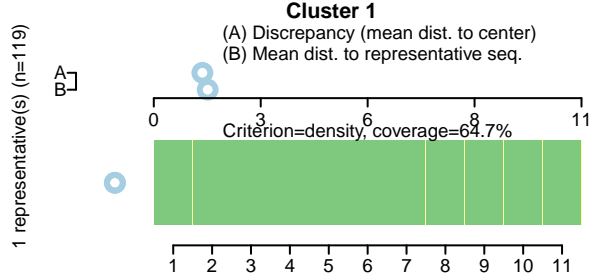 Cluster 1
(A) Discrepancy (mean dist. to center)
(B) Mean dist. to representative seq.
A
B
0 3 6 8 11
Criterion=density, coverage=64.7%
1 representative(s) (n=119)
1 2 3 4 5 6 7 8 9 10 11